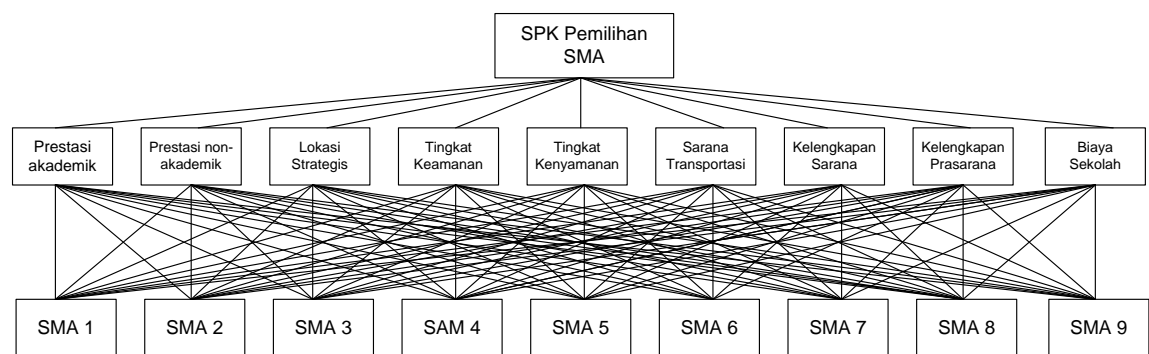 SPK Pemilihan
SMA
Prestasi
akademik
Prestasi non-
akademik
Lokasi
Strategis
Tingkat
Keamanan
Tingkat
Kenyamanan
Sarana
Transportasi
Kelengkapan
Sarana
Kelengkapan
Prasarana
Biaya
Sekolah
SMA 1
SMA 2
SMA 3
SAM 4
SMA 5
SMA 6
SMA 7
SMA 8
SMA 9